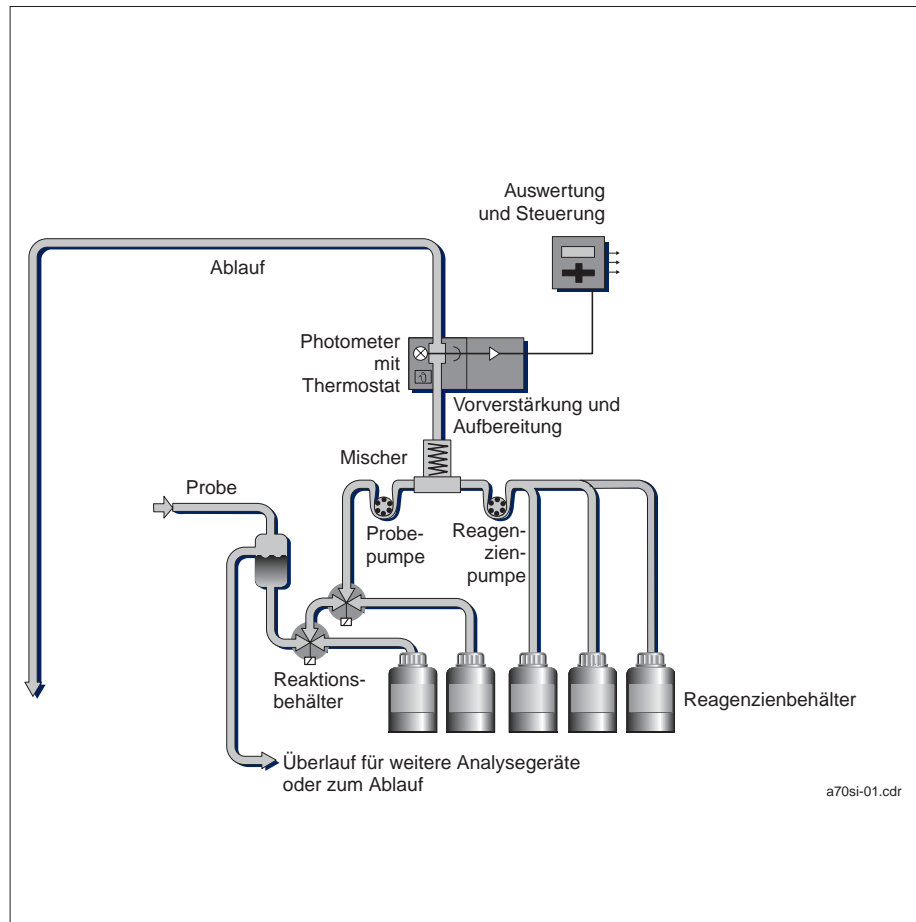 Auswertung
und Steuerung
Ablauf
Photometer
mit
Thermostat
Vorverstärkung und
Aufbereitung
Mischer
Probe
Probe-
pumpe
Reagen-
zien-
pumpe
Reaktions-
behälter
Reagenzienbehälter
Überlauf für weitere Analysegeräte
oder zum Ablauf
a70si-01.cdr